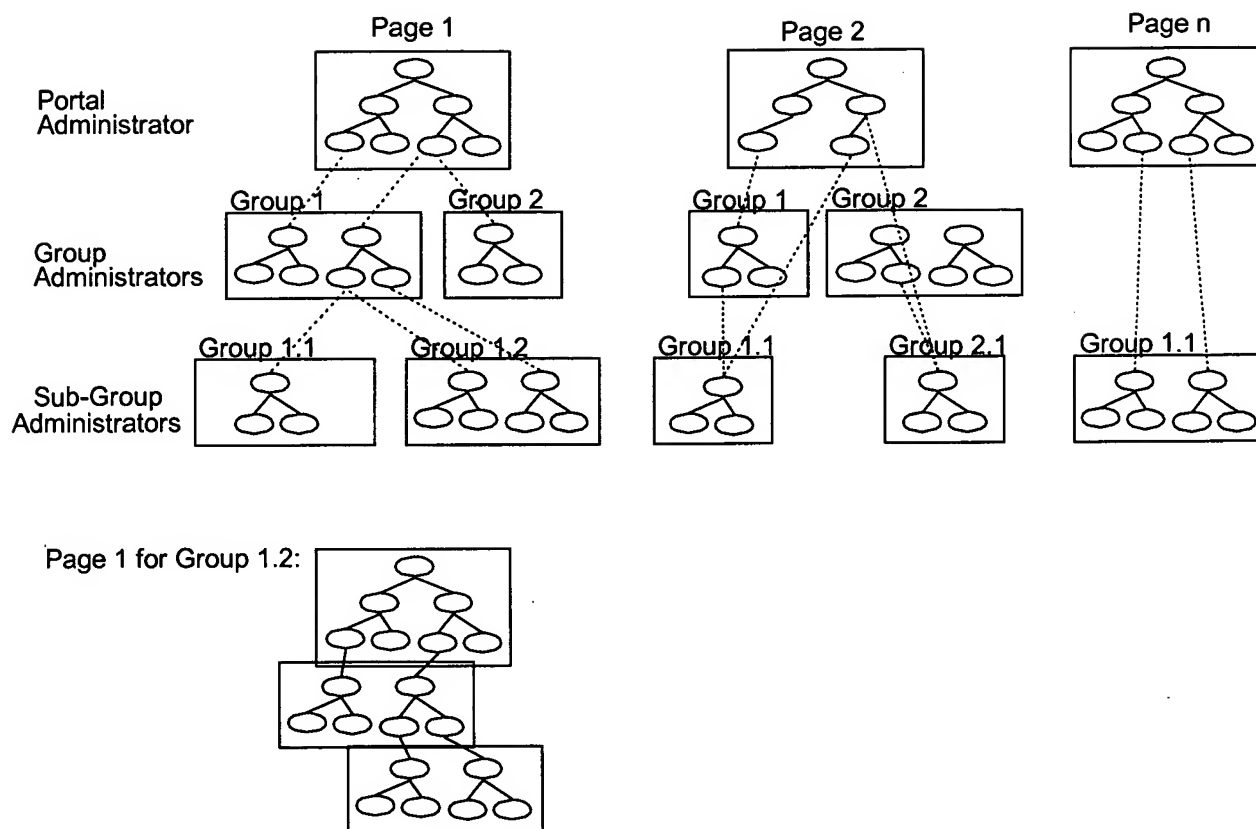 Page 1
Page 2
Page n
Portal
Administrator
Group 1
Group 2
Group 1
Group 2
Group
Administrators
Group 1.1
Group 1.2
Group 1.1
Group 2.1
Group 1.1
Sub-Group
Administrators
Page 1 for Group 1.2: